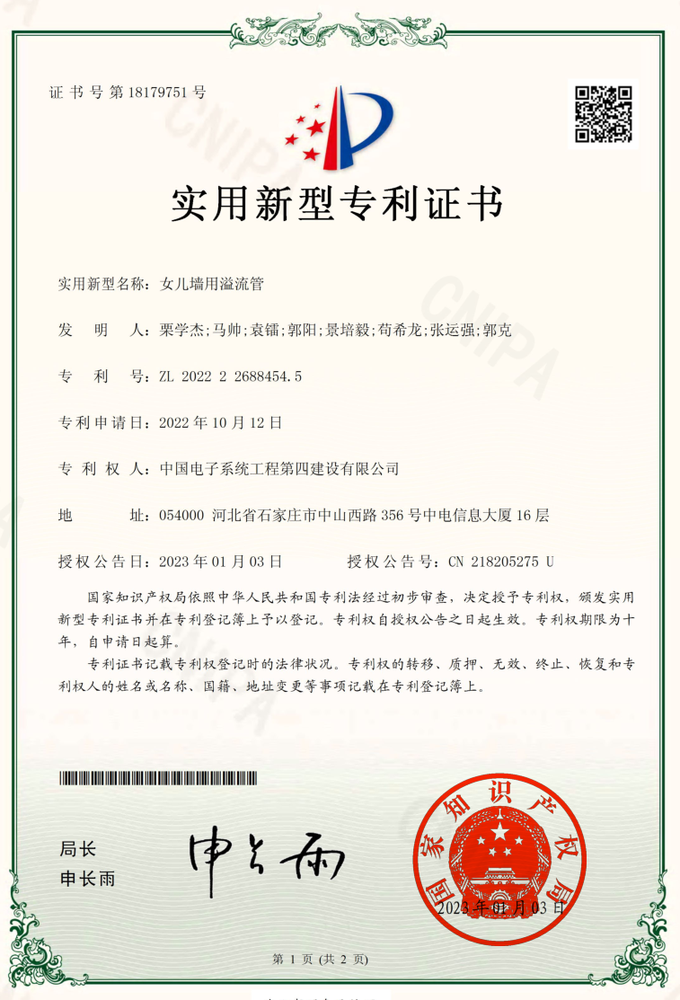 证书号第18179751号
实用新型专利证书
实用新型名称：女儿墙用溢流管
发明人：栗学杰;马帅;袁镭;郭阳;景培毅;苟希龙;张运强;郭克
专利号：ZL 2022 2 2688454.5
专利申请日：2022年10月12日
专利权人：中国电子系统工程第四建设有限公司
地址：054000 河北省石家庄市中山西路356号中电信息大厦16层
授权公告日：2023年01月03日 授权公告号：CN 218205275 U
国家知识产权局依照中华人民共和国专利法经过初步审查，决定授予专利权，颁发实用
新型专利证书并在专利登记簿上予以登记。专利权自授权公告之日起生效。专利权期限为十
年，自申请日起算。
专利证书记载专利权登记时的法律状况。专利权的转移、质押、无效、终止、恢复和专
利权人的姓名或名称、国籍、地址变更等事项记载在专利登记簿上。
局长
申长雨
申长雨
国家知识产权局
2023年01月03日
第 1 页 (共 2 页)
CNIPA
CNIPA
CNIPA